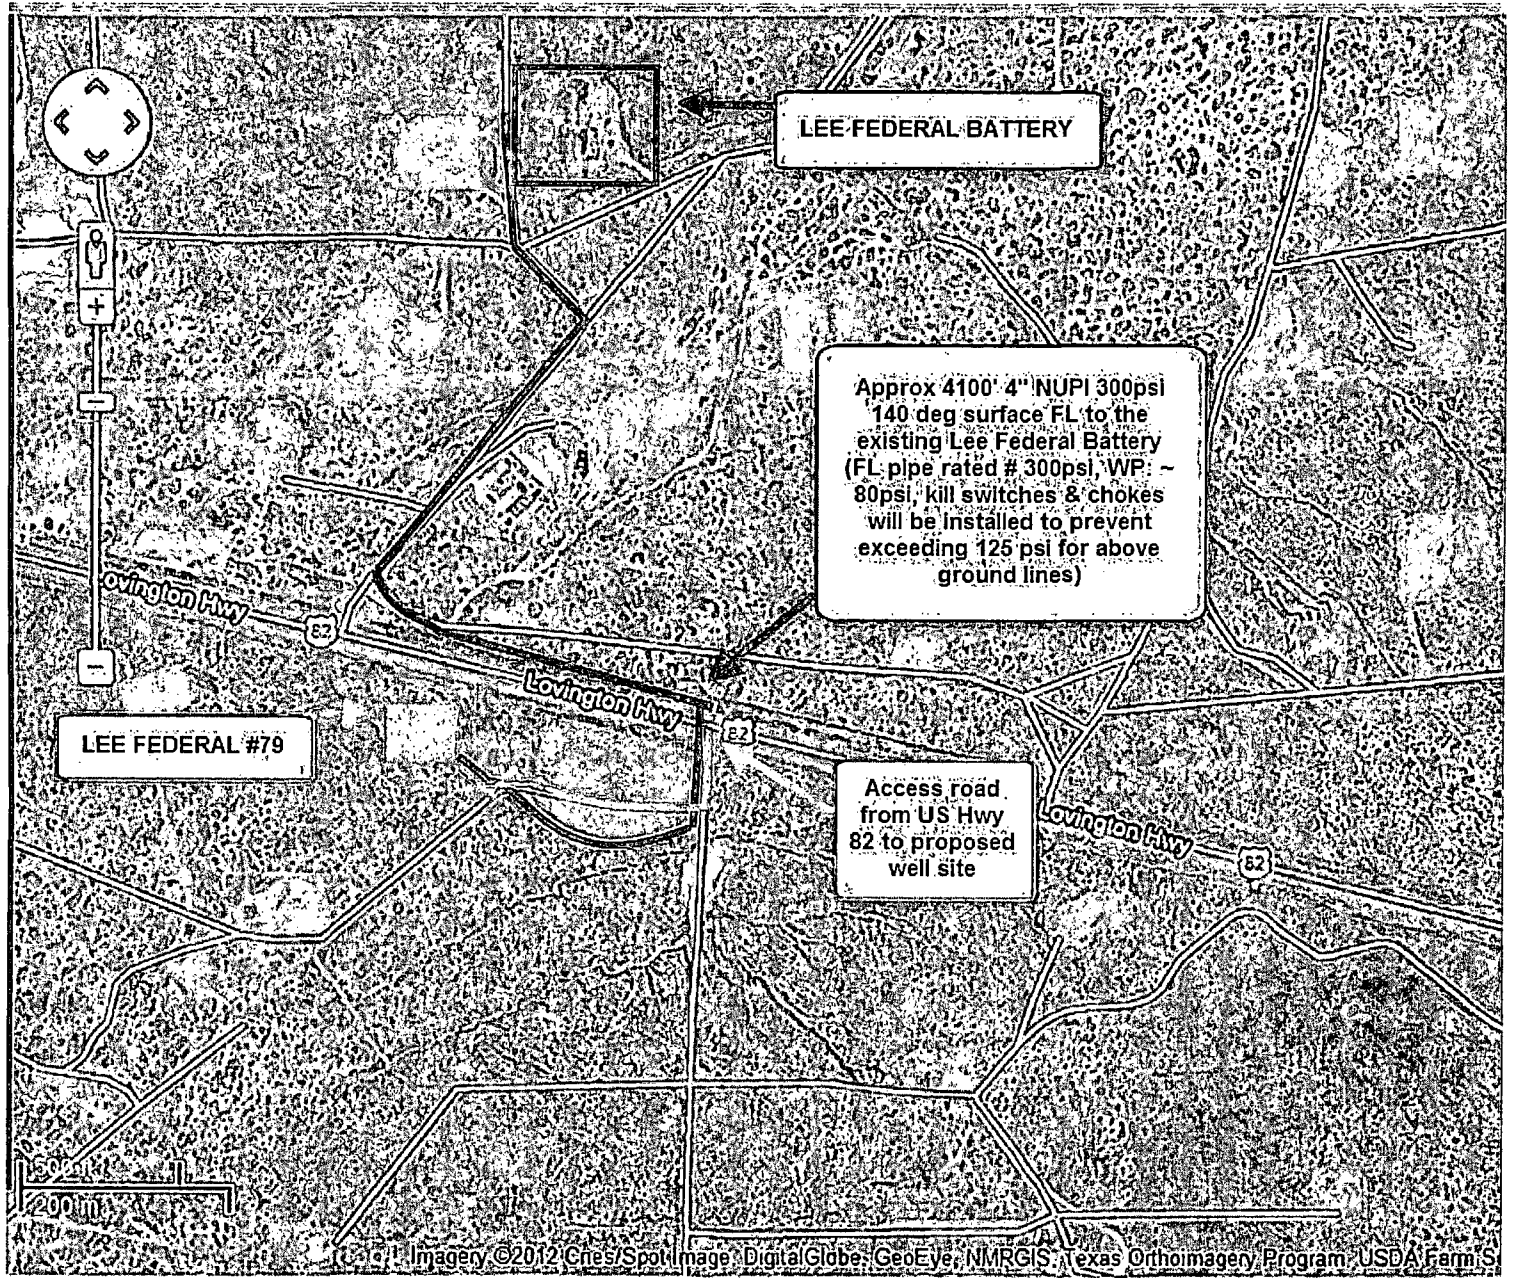 LEE FEDERAL BATTERY
Approx 4100' 4" NUPI 300psi
140 deg surface FL to the
existing Lee Federal Battery
(FL pipe rated # 300psi, WP: ~
80psi, kill switches & chokes
will be installed to prevent
exceeding 125 psi for above
ground lines)
ovington Hwy
82
Lovington Hwy
82
LEE FEDERAL #79
Access road
from US Hwy
82 to proposed
well site
Lovington Hwy
82
500 ft
200 m
Imagery ©2012 Cnes/Spot Image, DigitalGlobe, GeoEye, NMRGIS, Texas Orthoimagery Program, USDA Farm S